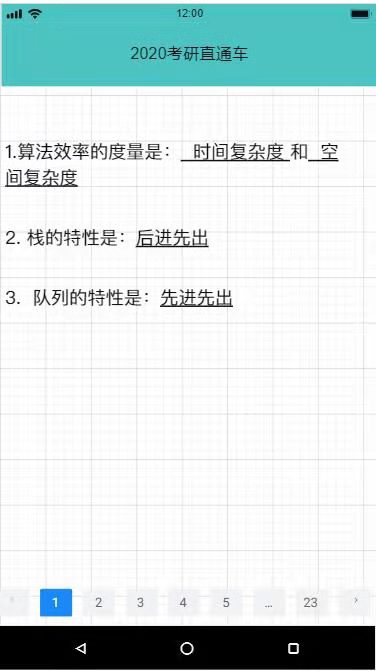 12:00
2020考研直通车
1.算法效率的度量是：  时间复杂度 和  空
间复杂度
2. 栈的特性是：后进先出
3.  队列的特性是：先进先出
1 2 3 4 5 ... 23